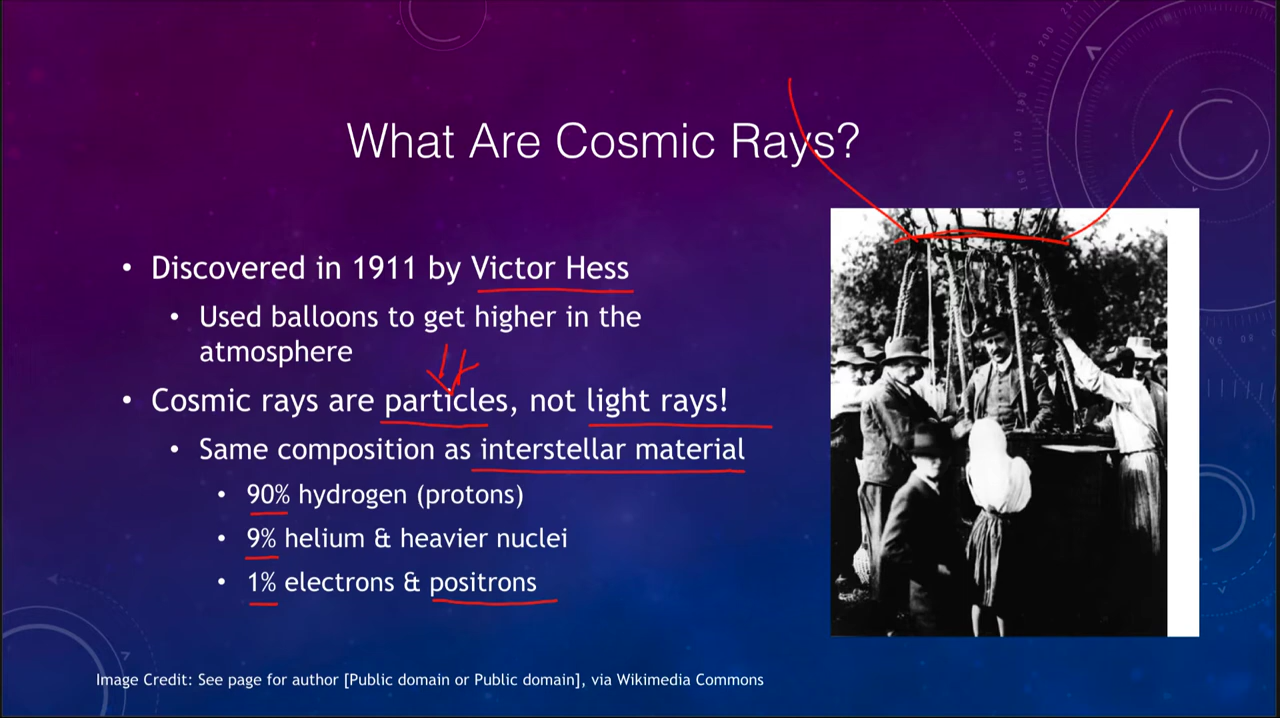 What Are Cosmic Rays?
• Discovered in 1911 by Victor Hess
• Used balloons to get higher in the
atmosphere
• Cosmic rays are particles, not light rays!
• Same composition as interstellar material
• 90% hydrogen (protons)
• 9% helium & heavier nuclei
• 1% electrons & positrons
Image Credit: See page for author [Public domain or Public domain], via Wikimedia Commons